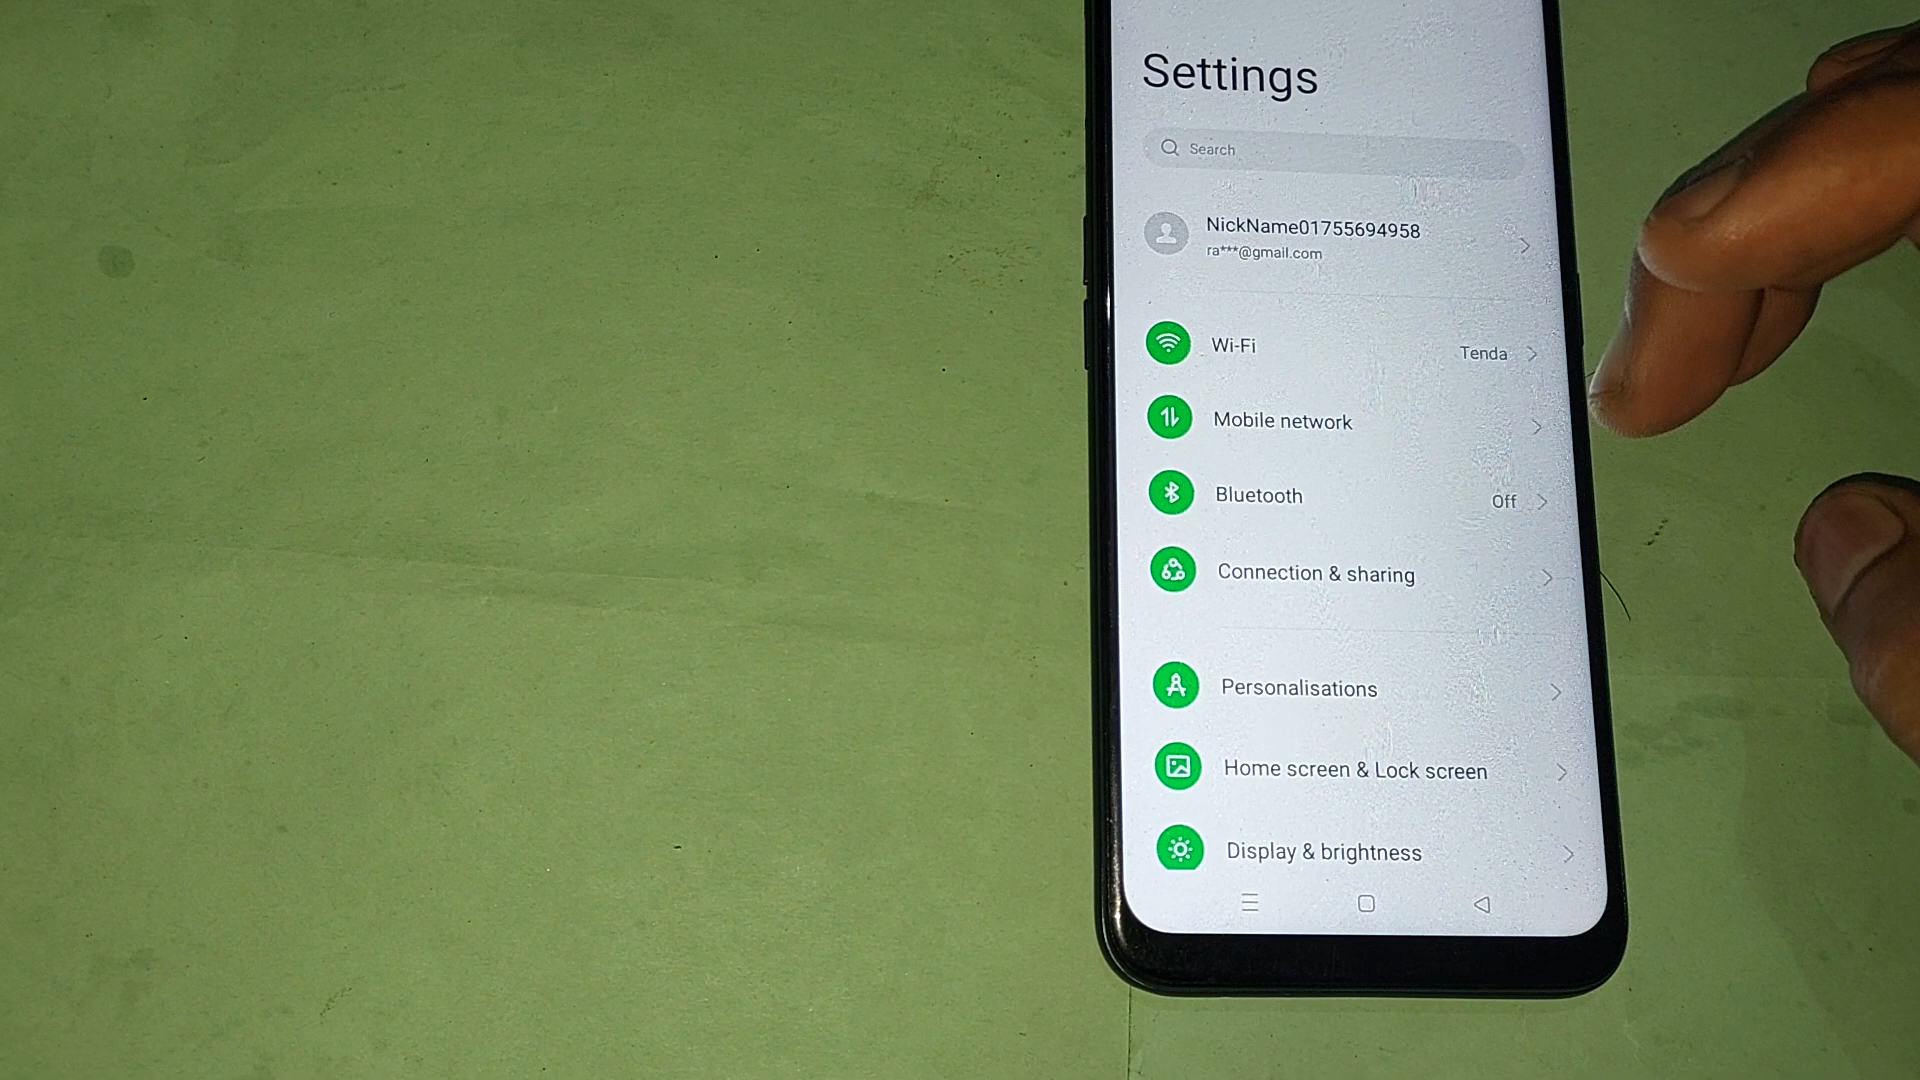 Settings
Search
NickName01755694958
ra***@gmail.com
Wi-Fi Tenda
Mobile network
Bluetooth Off
Connection & sharing
Personalisations
Home screen & Lock screen
Display & brightness